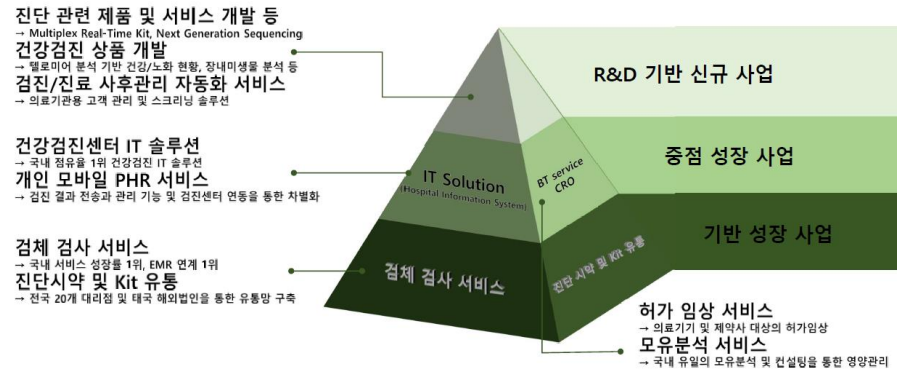 진단 관련 제품 및 서비스 개발 등
→ Multiplex Real-Time Kit, Next Generation Sequencing
건강검진 상품 개발
→ 텔로미어 분석 기반 건강/노화 현황, 장내미생물 분석 등
검진/진료 사후관리 자동화 서비스
→ 의료기관용 고객 관리 및 스크리닝 솔루션
건강검진센터 IT 솔루션
→ 국내 점유율 1위 건강검진 IT 솔루션
개인 모바일 PHR 서비스
→ 검진 결과 전송과 관리 기능 및 검진센터 연동을 통한 차별화
검체 검사 서비스
→ 국내 서비스 성장률 1위, EMR 연계 1위
진단시약 및 Kit 유통
→ 전국 20개 대리점 및 태국 해외법인을 통한 유통망 구축
IT Solution
(Hospital Information System)
BT service
CRO
검체 검사 서비스
진단 시약 및 Kit 유통
R&D 기반 신규 사업
중점 성장 사업
기반 성장 사업
허가 임상 서비스
→ 의료기기 및 제약사 대상의 허가임상
모유분석 서비스
→ 국내 유일의 모유분석 및 컨설팅을 통한 영양관리